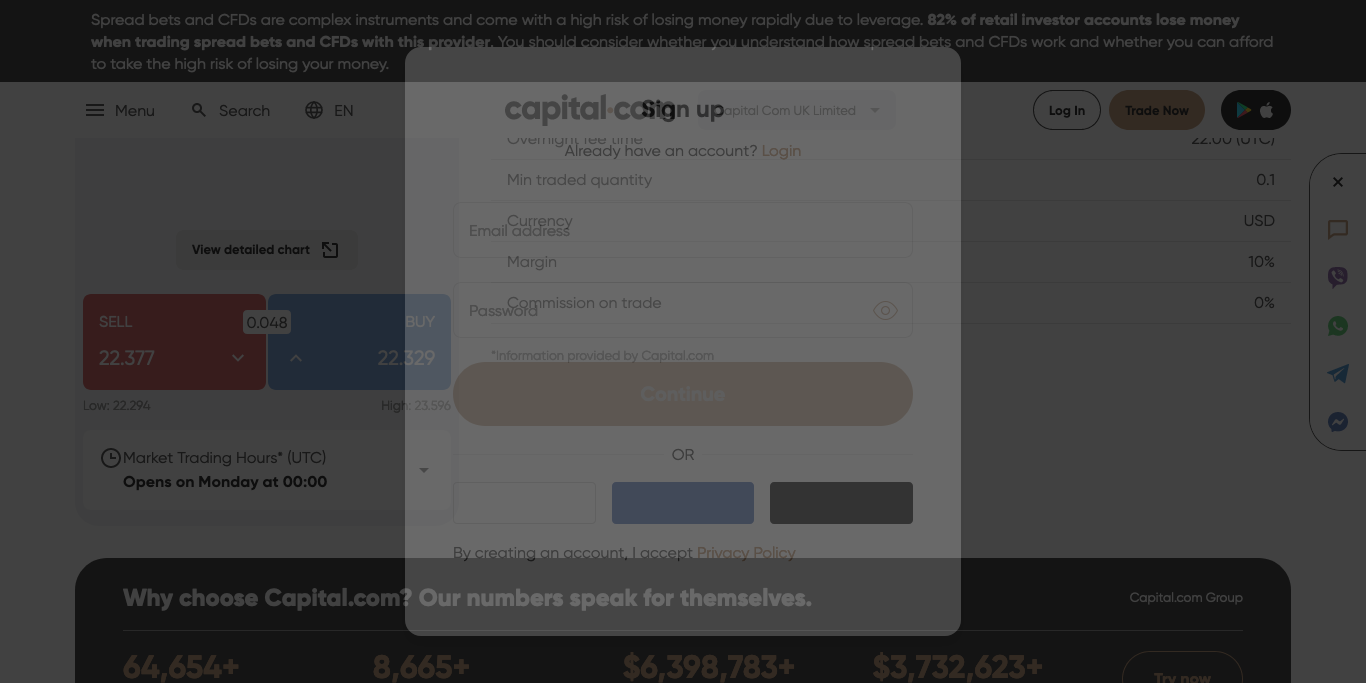 Spread bets and CFDs are complex instruments and come with a high risk of losing money rapidly due to leverage. 82% of retail investor accounts lose money
when trading spread bets and CFDs with this provider. You should consider whether you understand how spread bets and CFDs work and whether you can afford
to take the high risk of losing your money.
Menu
Search
EN
capital.com
Capital Com UK Limited
Log In
Trade Now
Sign up
Already have an account? Login
Overnight fee time
22:00 (UTC)
Min traded quantity
0.1
Currency
USD
Email address
Margin
10%
Commission on trade
0%
Password
*Information provided by Capital.com
Continue
OR
By creating an account, I accept Privacy Policy
View detailed chart
SELL
0.048
BUY
22.377
22.329
Low: 22.294
High: 23.596
Market Trading Hours* (UTC)
Opens on Monday at 00:00
Why choose Capital.com? Our numbers speak for themselves.
Capital.com Group
64,654+
8,665+
$6,398,783+
$3,732,623+
Try now